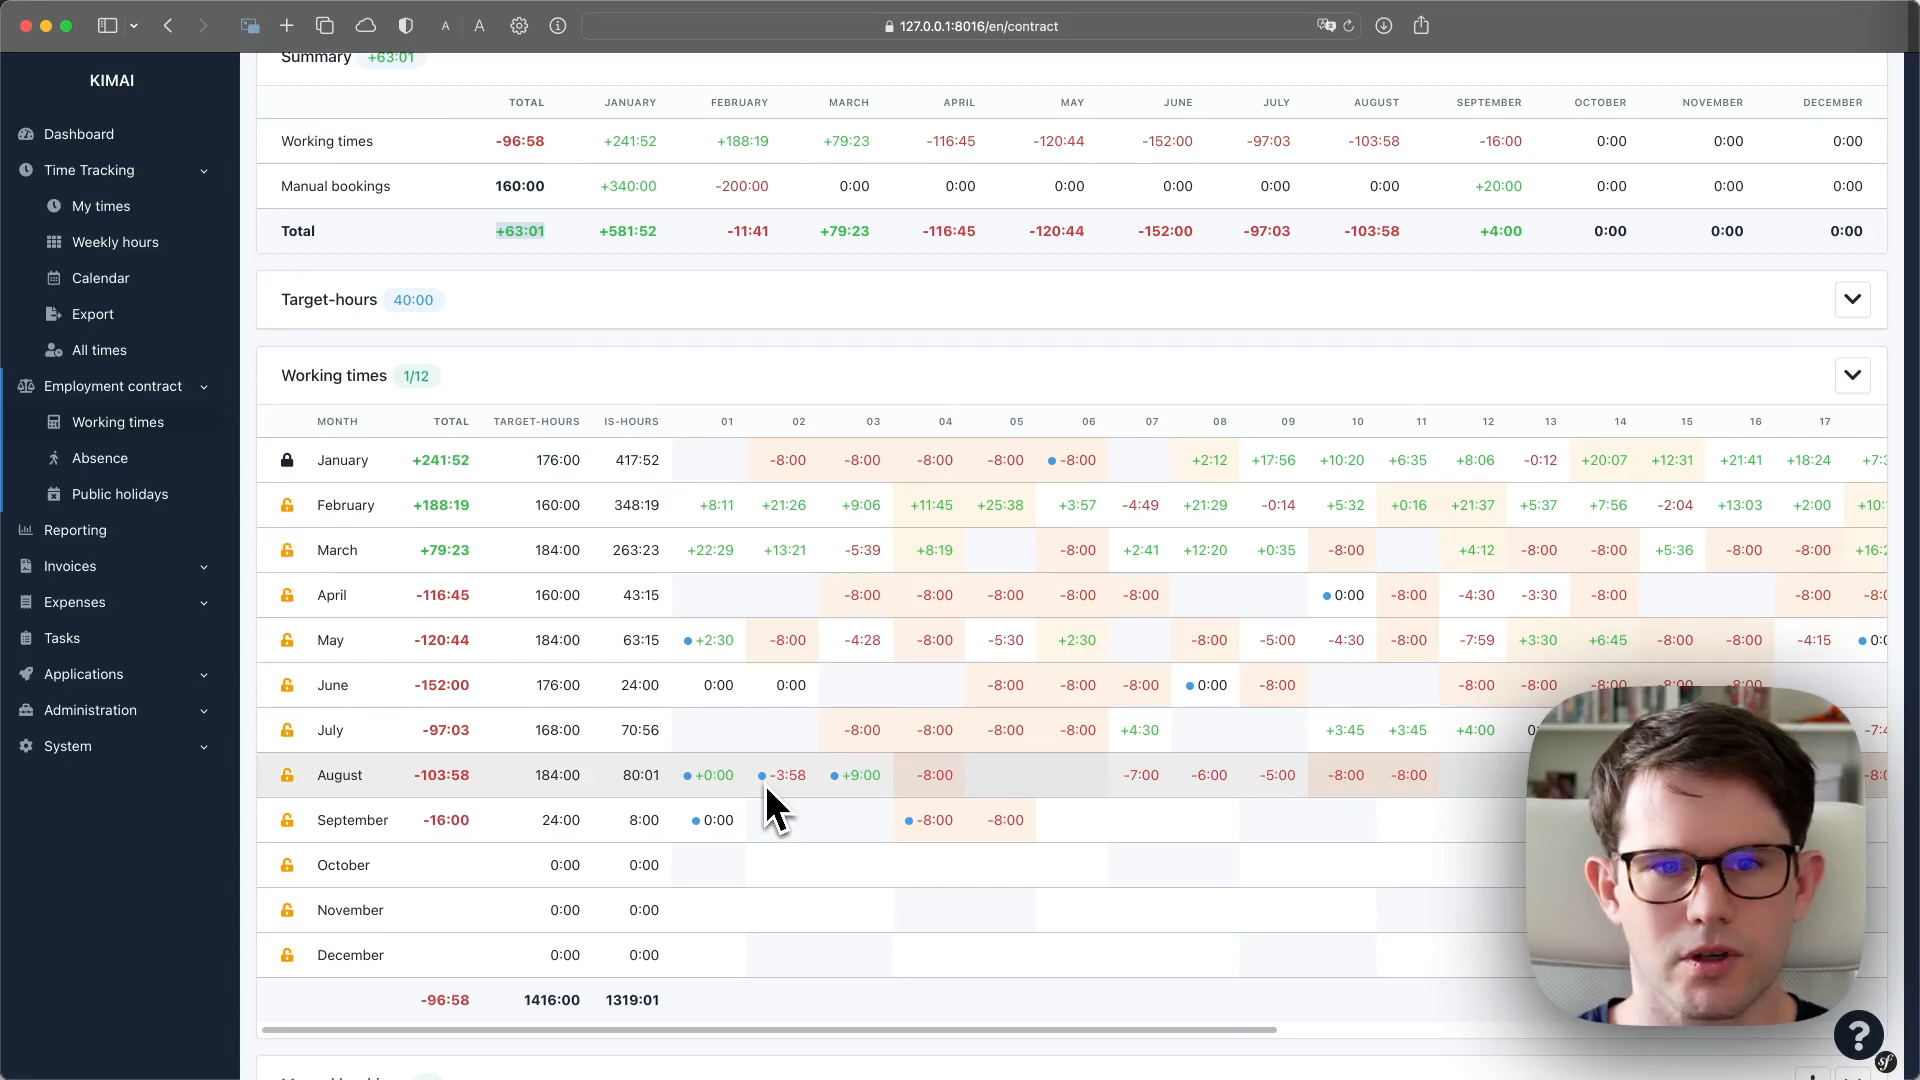 127.0.0.1:8016/en/contract
KIMAI
Dashboard
Time Tracking
My times
Weekly hours
Calendar
Export
All times
Employment contract
Working times
Absence
Public holidays
Reporting
Invoices
Expenses
Tasks
Applications
Administration
System
Summary +63:01
TOTAL JANUARY FEBRUARY MARCH APRIL MAY JUNE JULY AUGUST SEPTEMBER OCTOBER NOVEMBER DECEMBER
Working times -96:58 +241:52 +188:19 +79:23 -116:45 -120:44 -152:00 -97:03 -103:58 -16:00 0:00 0:00 0:00
Manual bookings 160:00 +340:00 -200:00 0:00 0:00 0:00 0:00 0:00 0:00 +20:00 0:00 0:00 0:00
Total +63:01 +581:52 -11:41 +79:23 -116:45 -120:44 -152:00 -97:03 -103:58 +4:00 0:00 0:00 0:00
Target-hours 40:00
Working times 1/12
MONTH TOTAL TARGET-HOURS IS-HOURS 01 02 03 04 05 06 07 08 09 10 11 12 13 14 15 16 17
January +241:52 176:00 417:52 -8:00 -8:00 -8:00 -8:00 -8:00 +2:12 +17:56 +10:20 +6:35 +8:06 -0:12 +20:07 +12:31 +21:41 +18:24
February +188:19 160:00 348:19 +8:11 +21:26 +9:06 +11:45 +25:38 +3:57 -4:49 +21:29 -0:14 +5:32 +0:16 +21:37 +5:37 +7:56 -2:04 +13:03 +2:00
March +79:23 184:00 263:23 +22:29 +13:21 -5:39 +8:19 -8:00 +2:41 +12:20 +0:35 -8:00 +4:12 -8:00 -8:00 +5:36 -8:00 -8:00
April -116:45 160:00 43:15 -8:00 -8:00 -8:00 -8:00 -8:00 0:00 -8:00 -4:30 -3:30 -8:00 -8:00
May -120:44 184:00 63:15 +2:30 -8:00 -4:28 -8:00 -5:30 +2:30 -8:00 -5:00 -4:30 -8:00 -7:59 +3:30 +6:45 -8:00 -8:00 -4:15
June -152:00 176:00 24:00 0:00 0:00 -8:00 -8:00 -8:00 0:00 -8:00 -8:00 -8:00 -8:00 -8:00
July -97:03 168:00 70:56 -8:00 -8:00 -8:00 -8:00 +4:30 +3:45 +3:45 +4:00
August -103:58 184:00 80:01 +0:00 -3:58 +9:00 -8:00 -7:00 -6:00 -5:00 -8:00 -8:00
September -16:00 24:00 8:00 0:00 -8:00 -8:00
October 0:00 0:00
November 0:00 0:00
December 0:00 0:00
-96:58 1416:00 1319:01
?
sf